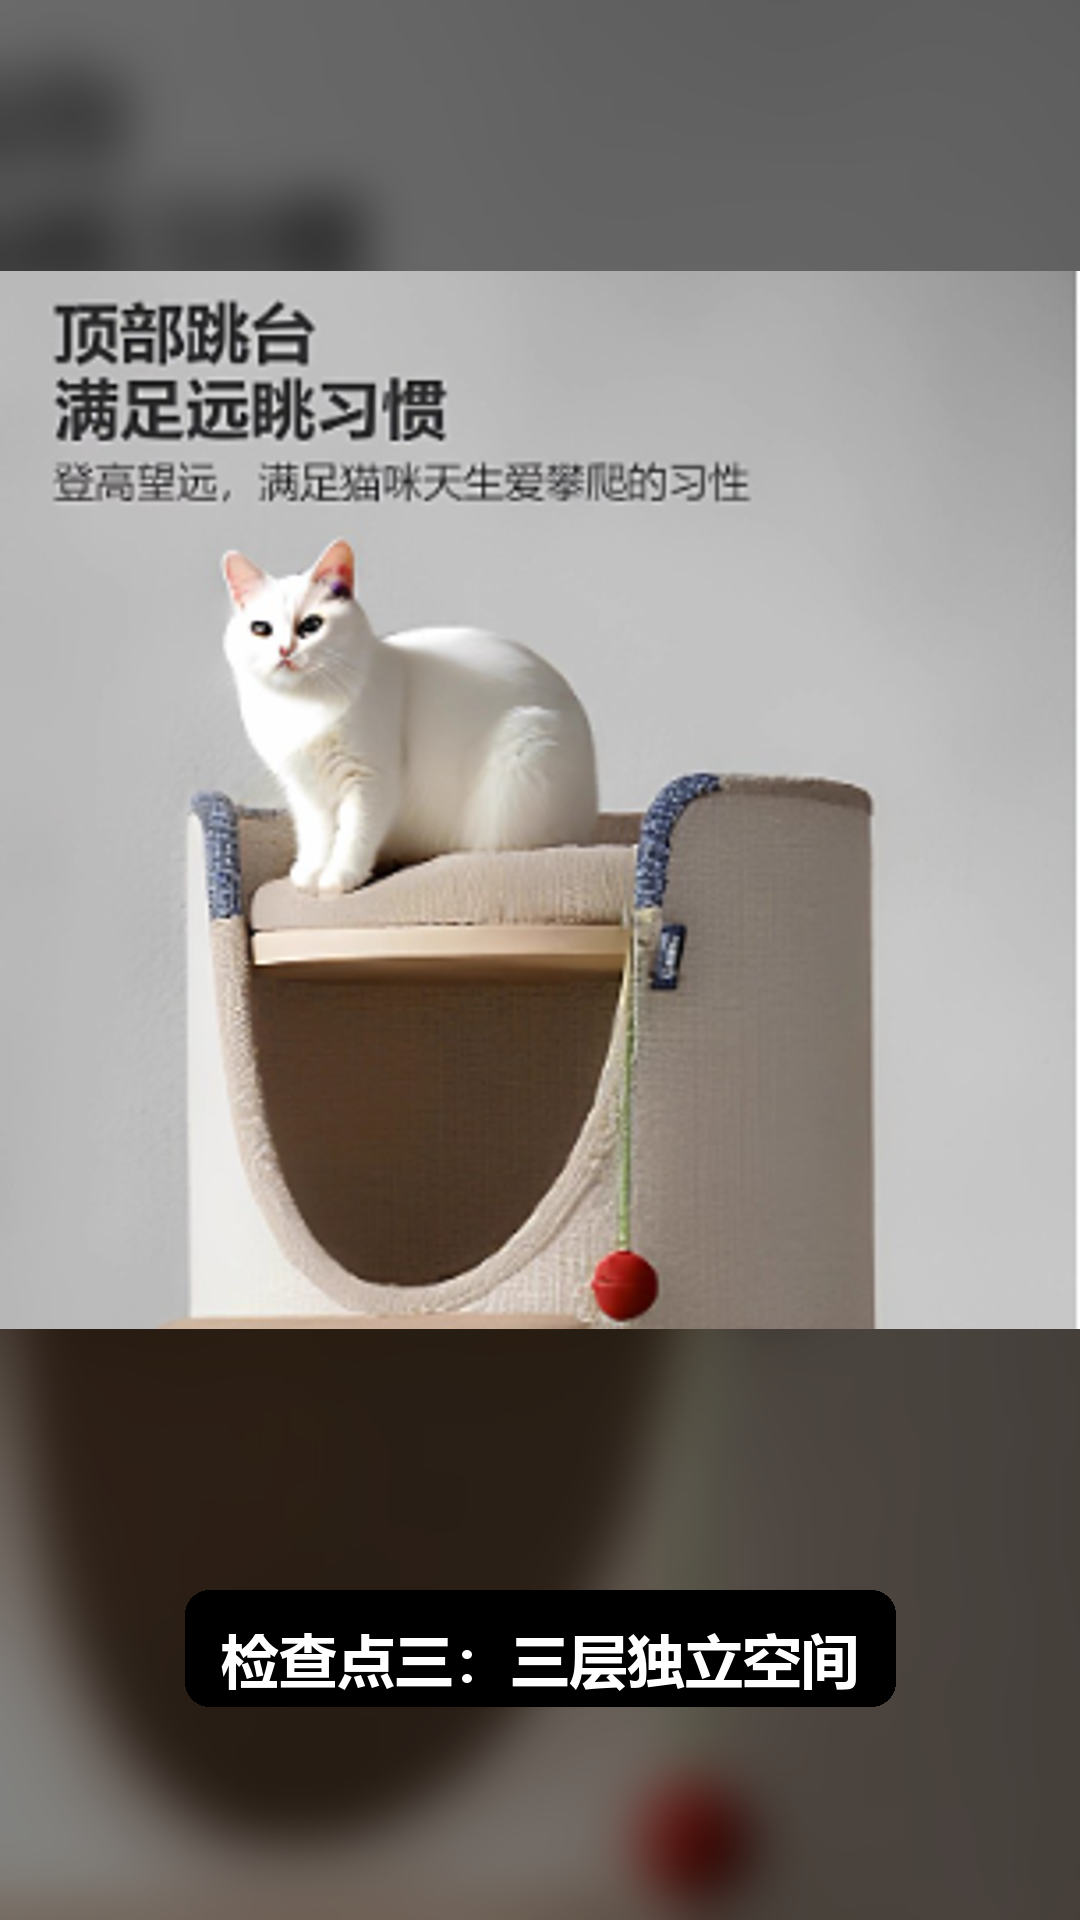 顶部跳台
满足远眺习惯
登高望远，满足猫咪天生爱攀爬的习性
检查点三：三层独立空间